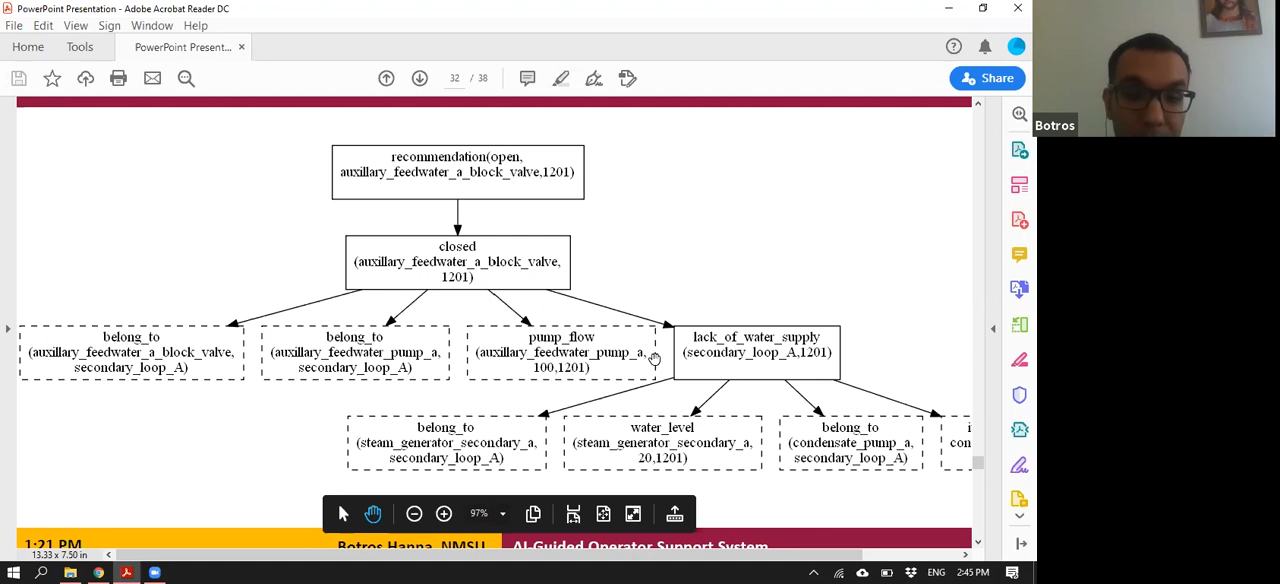 PowerPoint Presentation - Adobe Acrobat Reader DC
File Edit View Sign Window Help
Home Tools PowerPoint Present... ×
32 / 38
Share
Botros
recommendation(open,
auxillary_feedwater_a_block_valve,1201)
closed
(auxillary_feedwater_a_block_valve,
1201)
belong_to
(auxillary_feedwater_a_block_valve,
secondary_loop_A)
belong_to
(auxillary_feedwater_pump_a,
secondary_loop_A)
pump_flow
(auxillary_feedwater_pump_a,
100,1201)
lack_of_water_supply
(secondary_loop_A,1201)
belong_to
(steam_generator_secondary_a,
secondary_loop_A)
water_level
(steam_generator_secondary_a,
20,1201)
belong_to
(condensate_pump_a,
secondary_loop_A)
i
con
97%
1:21 PM Botros Hanna, NMSU AI-Guided Operator Support System
13.33 x 7.50 in
ENG 2:45 PM